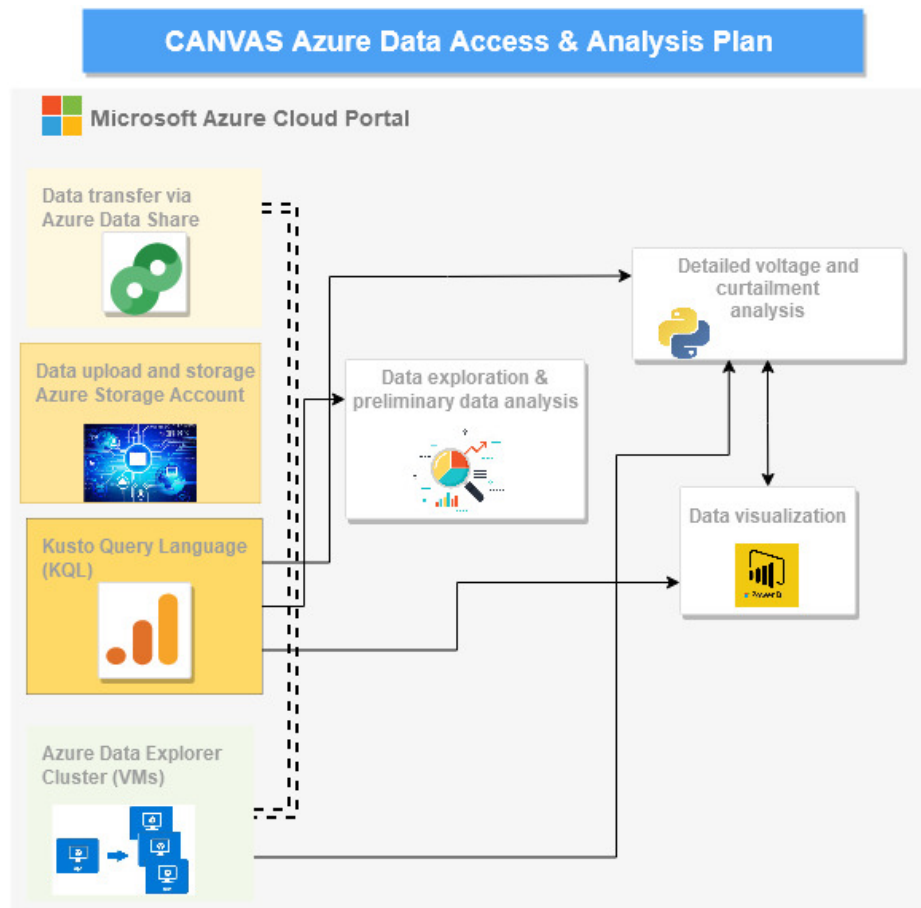 CANVAS Azure Data Access & Analysis Plan
Microsoft Azure Cloud Portal
Data transfer via
Azure Data Share
Data upload and storage
Azure Storage Account
Kusto Query Language
(KQL)
Azure Data Explorer
Cluster (VMs)
Data exploration &
preliminary data analysis
Detailed voltage and
curtailment
analysis
Data visualization